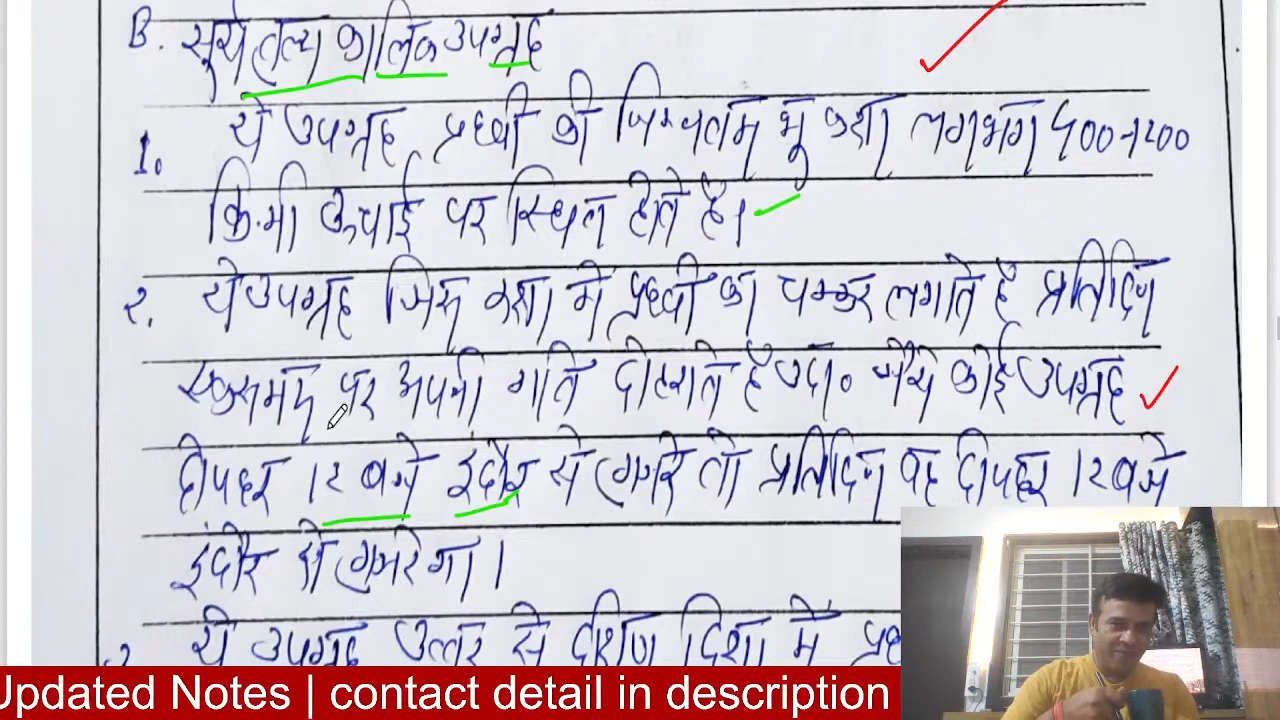 B. सूर्य तुल्य कालिक उपग्रह
1. ये उपग्रह पृथ्वी की निम्नतम भू कक्षा लगभग 500-1200
कि.मी ऊंचाई पर स्थित होते है।
2. ये उपग्रह जिस कक्षा में पृथ्वी का चक्कर लगाते हैं प्रतिदिन
पर अपनी गति दोहराते हैं उदा० जैसे कोई उपग्रह
दोपहर 12 बजे इंदौर से गुजरे तो प्रतिदिन वह दोपहर 12 बजे
इंदौर से गुजरेगा।
ये उपग्रह उत्तर से दक्षिण दिशा में
Updated Notes | contact detail in description